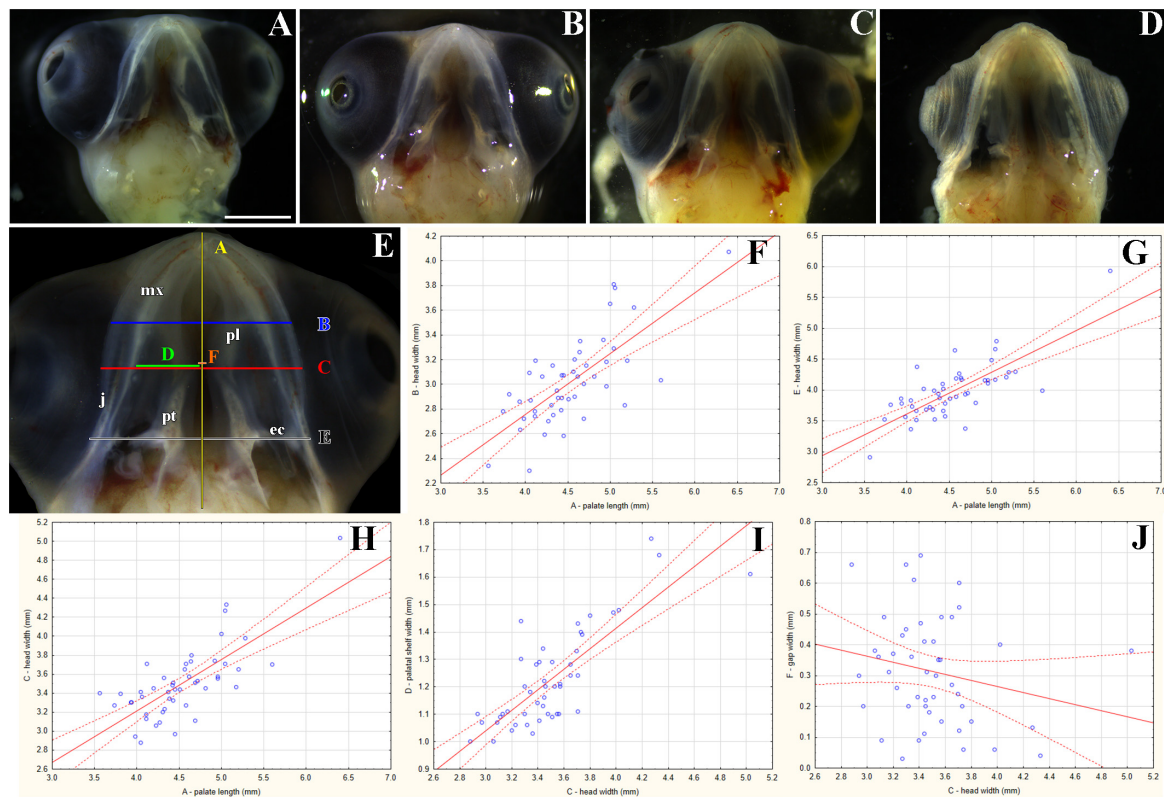 A
B
C
D
E
A
mx
B
pl
D
F
C
j
pt
ec
E
F
4.2
4.0
3.8
3.6
3.4
3.2
3.0
2.8
2.6
2.4
2.2
B - head width (mm)
3.0 3.5 4.0 4.5 5.0 5.5 6.0 6.5 7.0
A - palate length (mm)
G
6.5
6.0
5.5
5.0
4.5
4.0
3.5
3.0
2.5
E - head width (mm)
3.0 3.5 4.0 4.5 5.0 5.5 6.0 6.5 7.0
A - palate length (mm)
H
5.2
5.0
4.8
4.6
4.4
4.2
4.0
3.8
3.6
3.4
3.2
3.0
2.8
2.6
C - head width (mm)
3.0 3.5 4.0 4.5 5.0 5.5 6.0 6.5 7.0
A - palate length (mm)
I
1.8
1.7
1.6
1.5
1.4
1.3
1.2
1.1
1.0
0.9
D - palatal shelf width (mm)
2.6 2.8 3.0 3.2 3.4 3.6 3.8 4.0 4.2 4.4 4.6 4.8 5.0 5.2
C - head width (mm)
J
0.8
0.7
0.6
0.5
0.4
0.3
0.2
0.1
0.0
F - gap width (mm)
2.6 2.8 3.0 3.2 3.4 3.6 3.8 4.0 4.2 4.4 4.6 4.8 5.0 5.2
C - head width (mm)